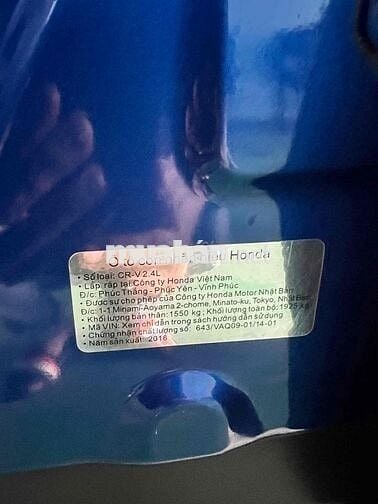 Ô tô con nhãn hiệu Honda
• Số loại: CR-V 2.4L
• Lắp ráp tại Công ty Honda Việt Nam
Đ/c: Phúc Thắng - Phúc Yên - Vĩnh Phúc
• Được sự cho phép của Công ty Honda Motor Nhật Bản
Đ/c: 1-1 Minami-Aoyama 2-chome, Minato-ku, Tokyo, Nhật Bản
• Khối lượng bản thân: 1550 kg ; Khối lượng toàn bộ: 1925 kg
• Mã VIN: Xem chỉ dẫn trong sách hướng dẫn sử dụng
• Chứng nhận chất lượng số: 643/VAQ09-01/14-01
• Năm sản xuất: 2016